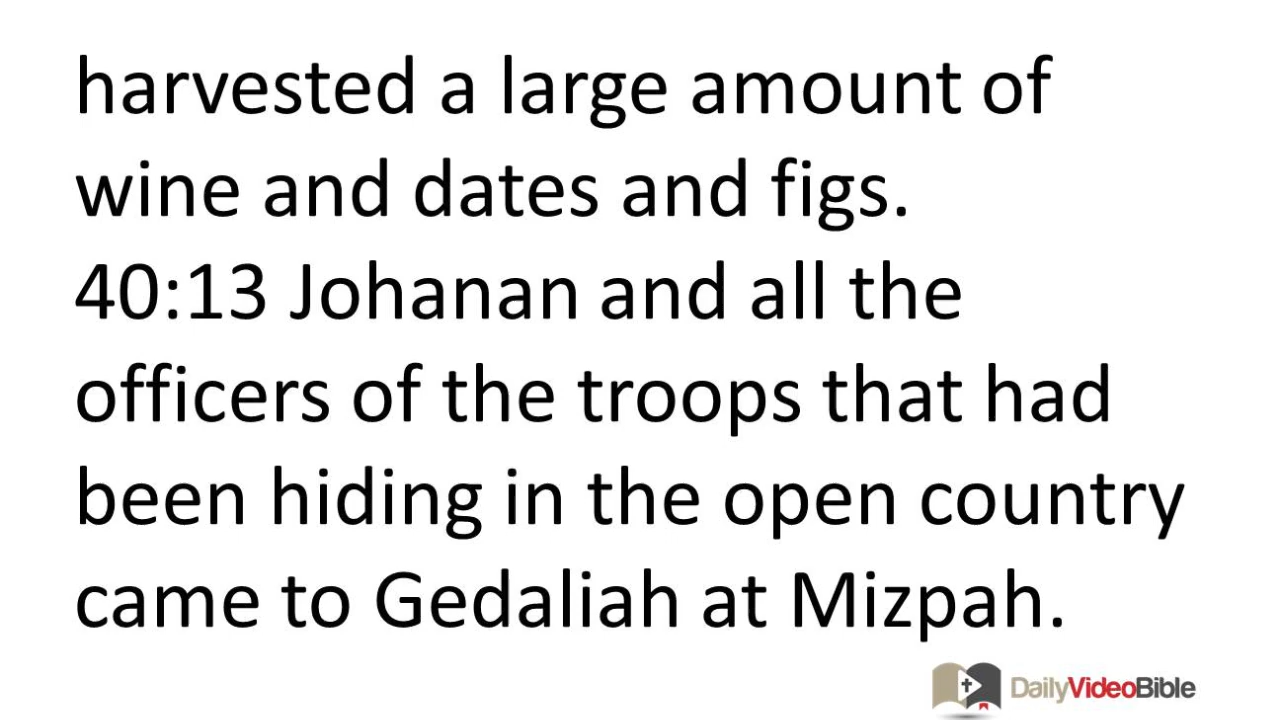 harvested a large amount of
wine and dates and figs.
40:13 Johanan and all the
officers of the troops that had
been hiding in the open country
came to Gedaliah at Mizpah.
DailyVideoBible